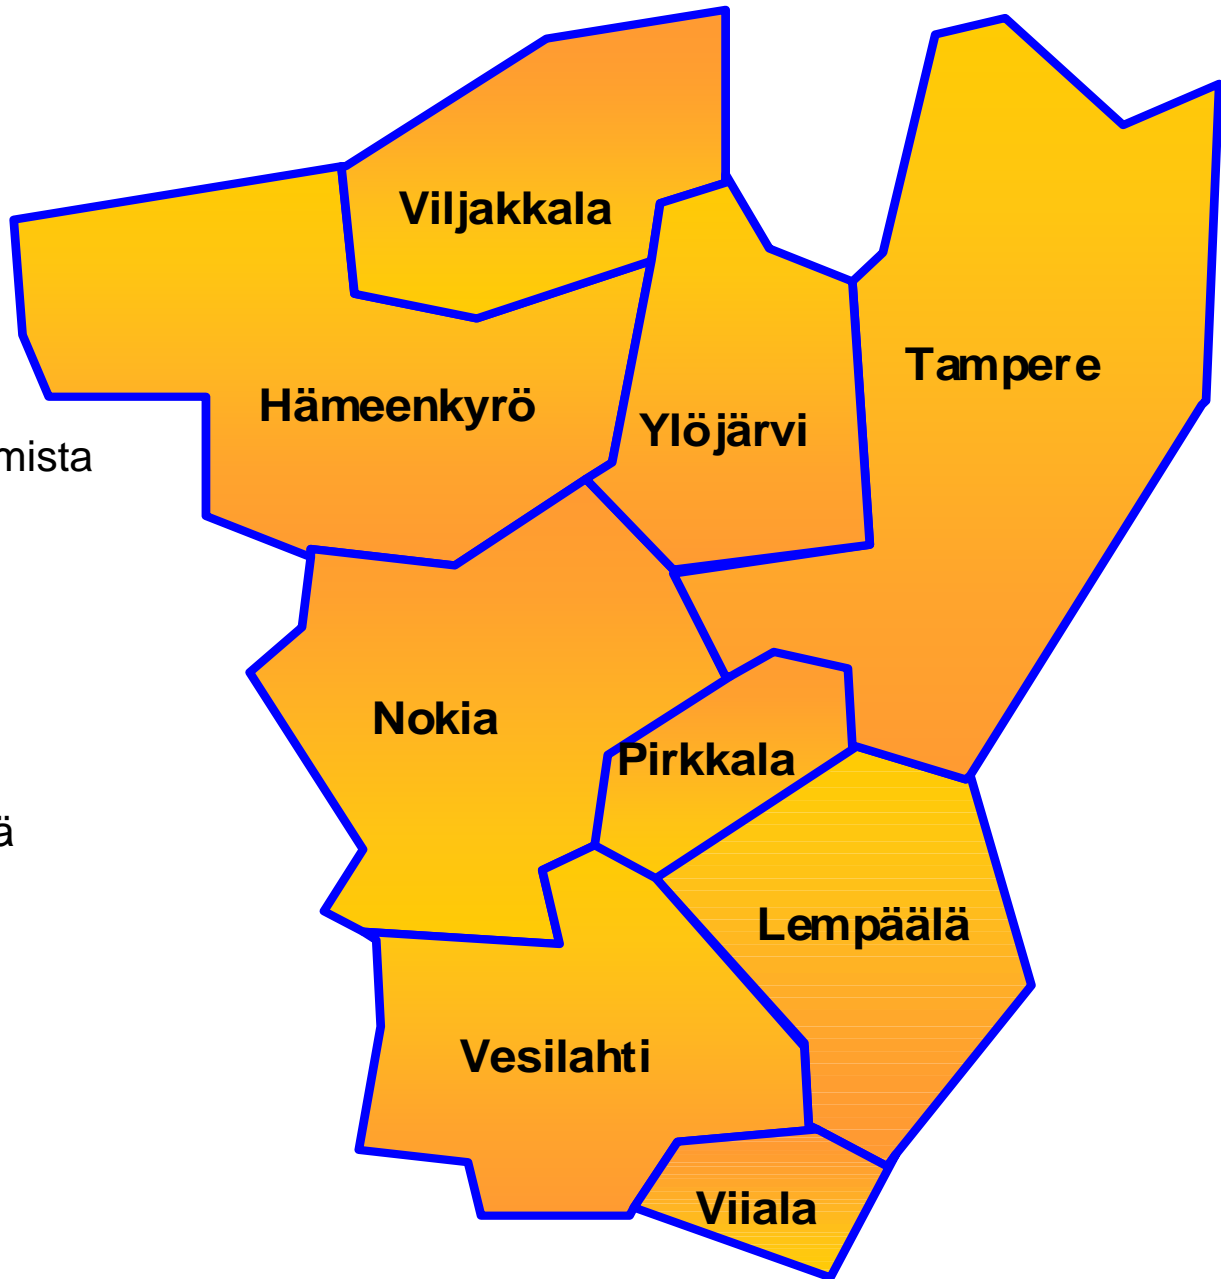 Viljakkala
Tampere
Hämeenkyrö
Ylöjärvi
mista
Nokia
Pirkkala
ä
Lempäälä
Vesilahti
Viiala